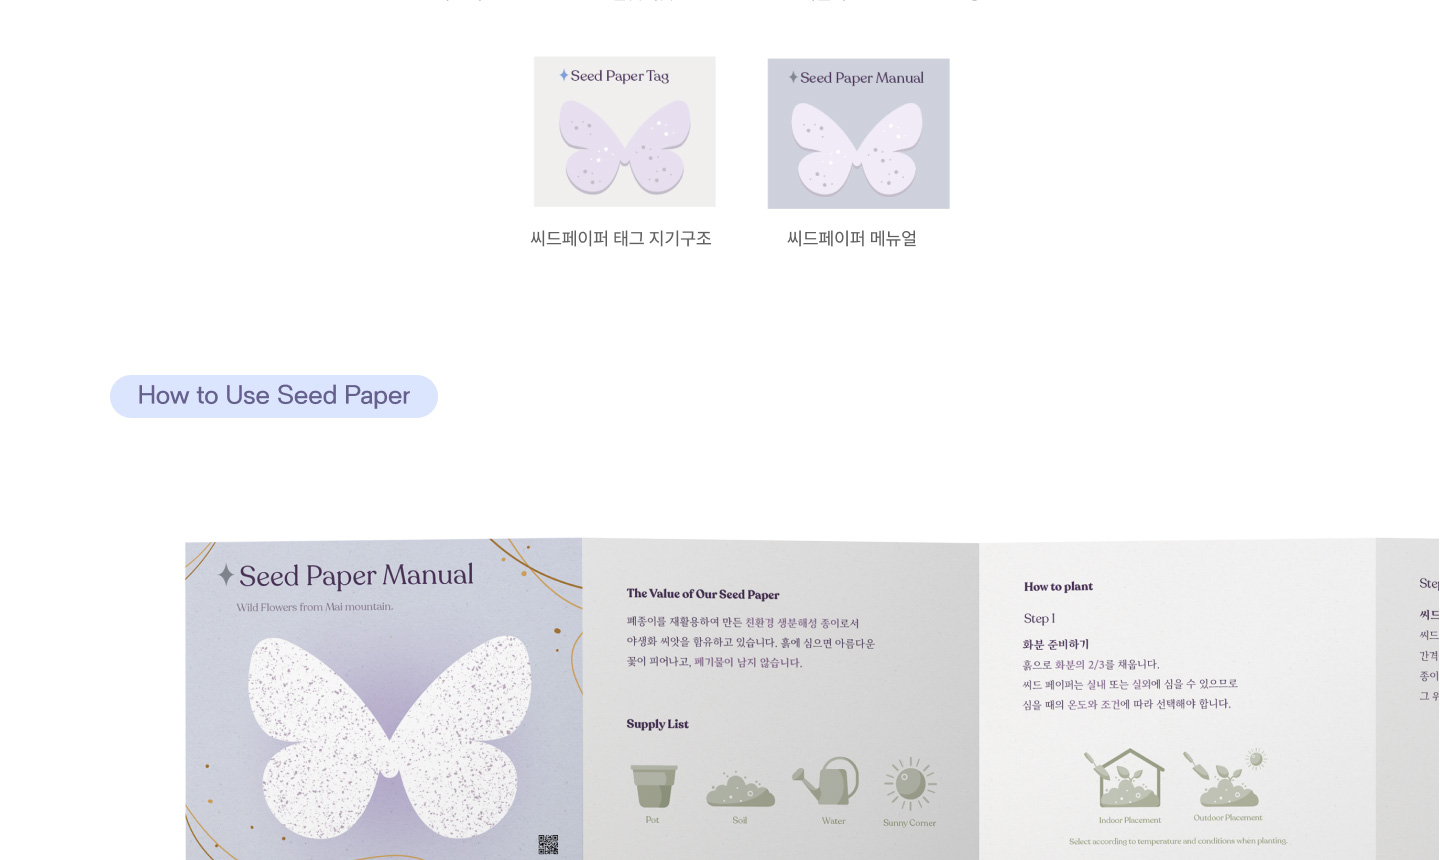 Seed Paper Tag
Seed Paper Manual
씨드페이퍼 태그 지기구조
씨드페이퍼 메뉴얼
How to Use Seed Paper
Seed Paper Manual
Wild Flowers from Mai mountain.
The Value of Our Seed Paper
폐종이를 재활용하여 만든 친환경 생분해성 종이로서
야생화 씨앗을 함유하고 있습니다. 흙에 심으면 아름다운
꽃이 피어나고, 폐기물이 남지 않습니다.
Supply List
Pot
Soil
Water
Sunny Corner
How to plant
Step 1
화분 준비하기
흙으로 화분의 2/3를 채웁니다.
씨드 페이퍼는 실내 또는 실외에 심을 수 있으므로
심을 때의 온도와 조건에 따라 선택해야 합니다.
Indoor Placement
Outdoor Placement
Select according to temperature and conditions when planting.
Step
씨드
씨드
간격
종이
그 위